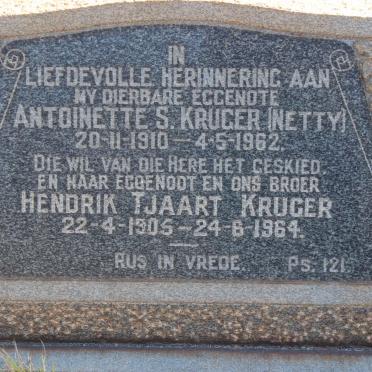 IN
LIEFDEVOLLE HERINNERING AAN
MY DIERBARE EGGENOTE
ANTOINETTE S. KRUGER (NETTY)
20-11-1910 — 4-5-1962.
DIE WIL VAN DIE HERE HET GESKIED.
EN HAAR EGGENOOT EN ONS BROER
HENDRIK TJAART KRUGER
22-4-1905 — 24-8-1964.
RUS IN VREDE. PS. 121.